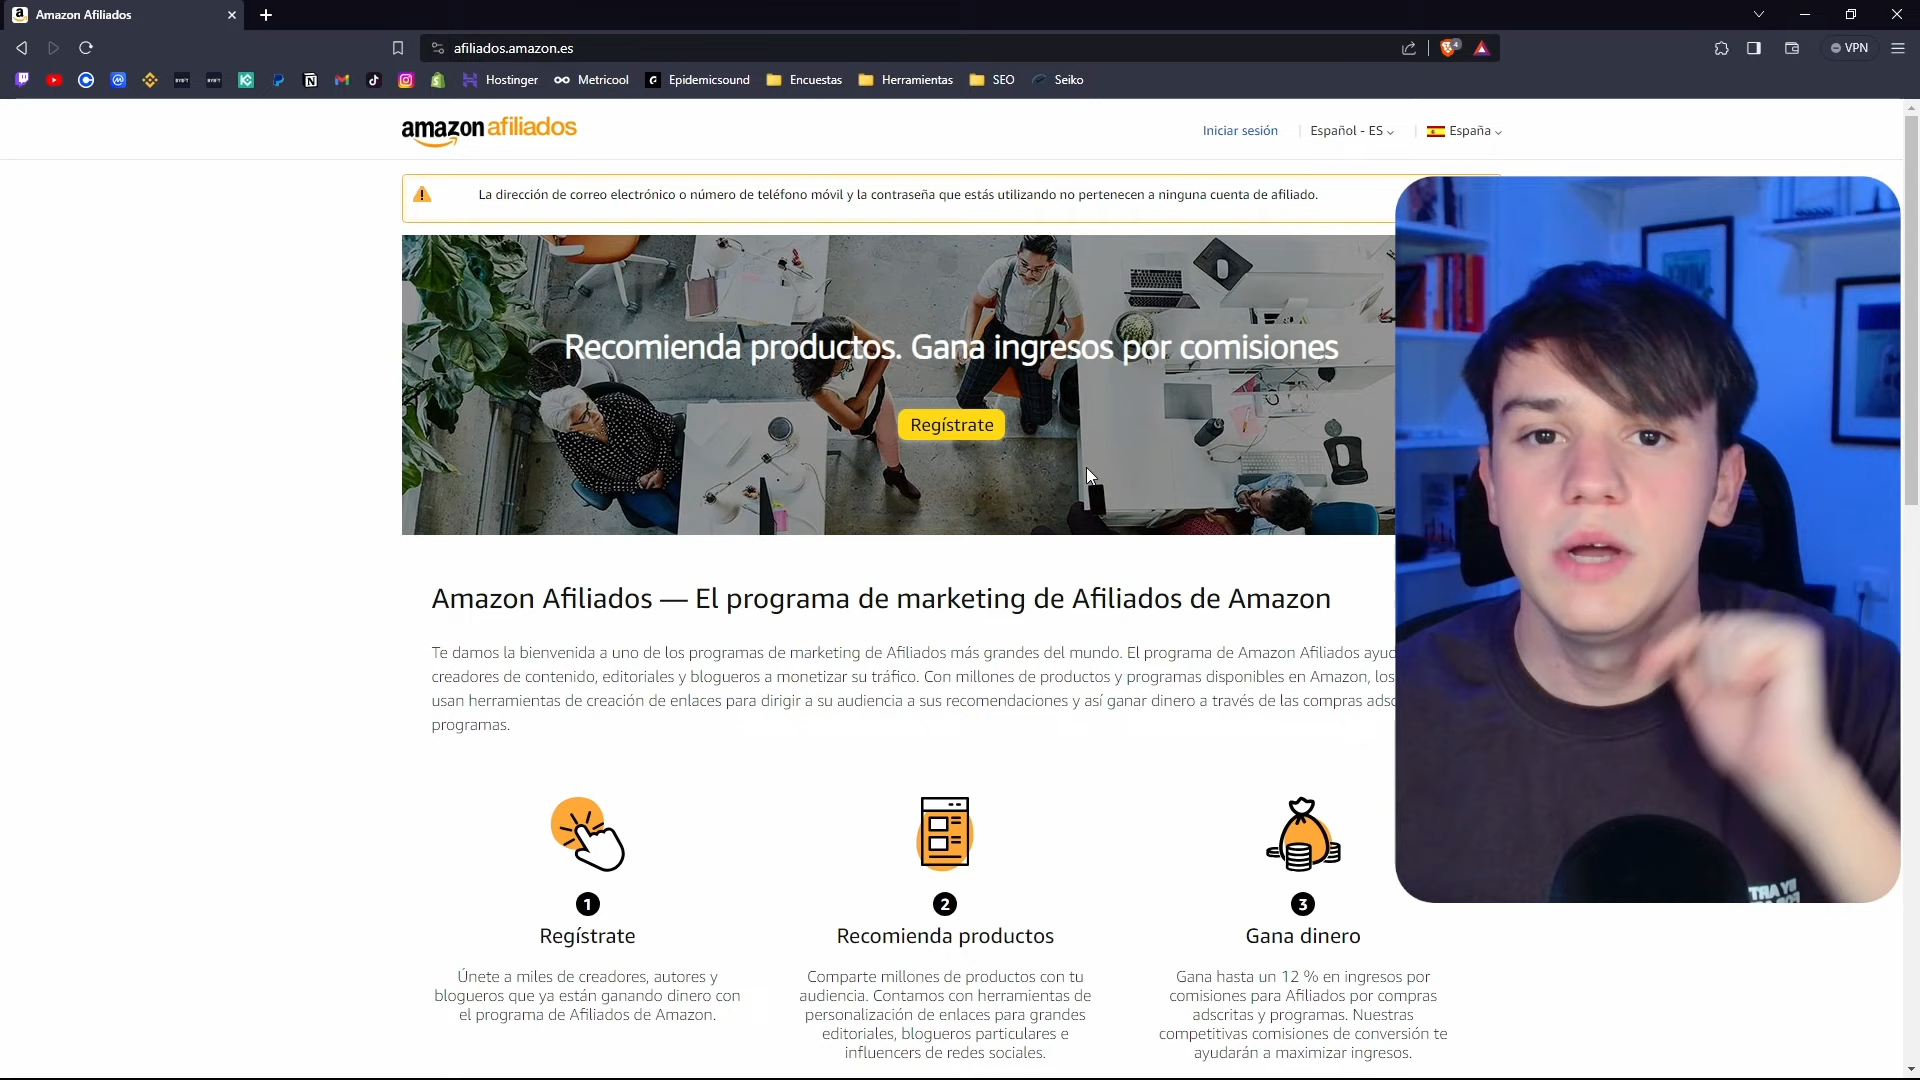 Amazon Afiliados
afiliados.amazon.es
4
VPN
Hostinger
Metricool
Epidemicsound
Encuestas
Herramientas
SEO
Seiko
amazon afiliados
Iniciar sesión
Español - ES
España
La dirección de correo electrónico o número de teléfono móvil y la contraseña que estás utilizando no pertenecen a ninguna cuenta de afiliado.
Recomienda productos. Gana ingresos por comisiones
Regístrate
Amazon Afiliados — El programa de marketing de Afiliados de Amazon
Te damos la bienvenida a uno de los programas de marketing de Afiliados más grandes del mundo. El programa de Amazon Afiliados ayuc
creadores de contenido, editoriales y blogueros a monetizar su tráfico. Con millones de productos y programas disponibles en Amazon, los
usan herramientas de creación de enlaces para dirigir a su audiencia a sus recomendaciones y así ganar dinero a través de las compras adsc
programas.
1
Regístrate
Únete a miles de creadores, autores y
blogueros que ya están ganando dinero con
el programa de Afiliados de Amazon.
2
Recomienda productos
Comparte millones de productos con tu
audiencia. Contamos con herramientas de
personalización de enlaces para grandes
editoriales, blogueros particulares e
influencers de redes sociales.
3
Gana dinero
Gana hasta un 12 % en ingresos por
comisiones para Afiliados por compras
adscritas y programas. Nuestras
competitivas comisiones de conversión te
ayudarán a maximizar ingresos.